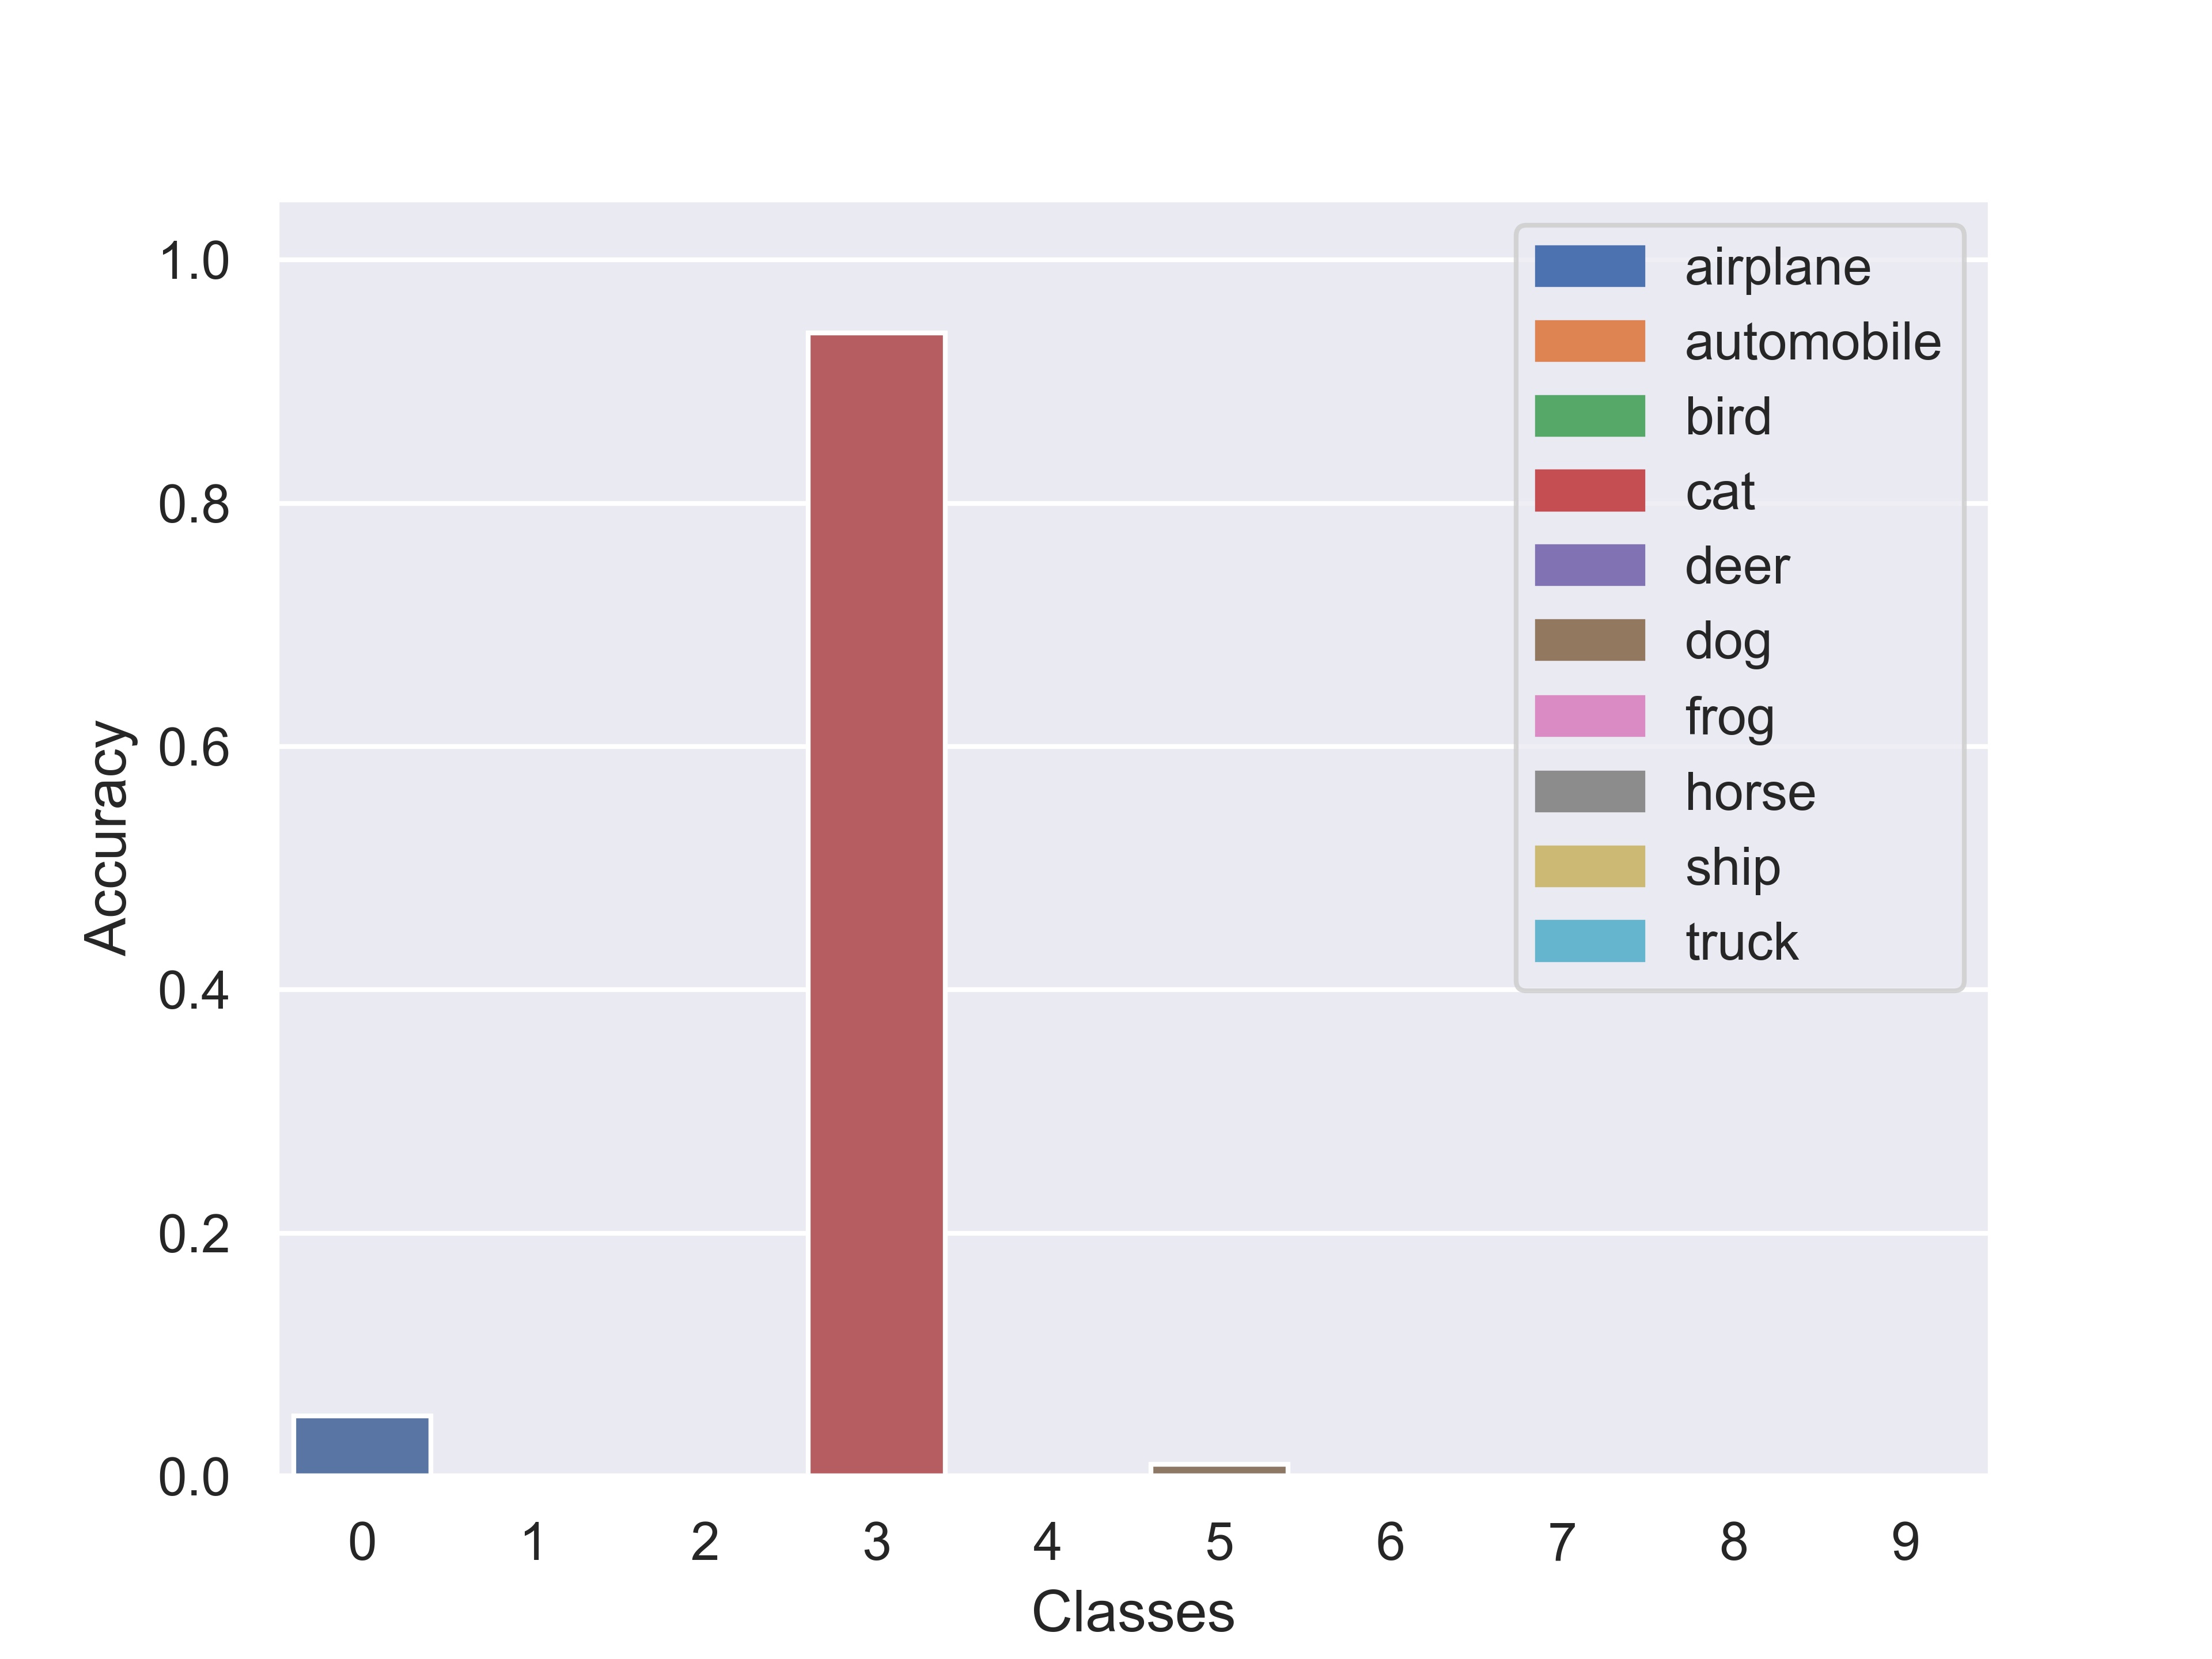 1.0
0.8
0.6
0.4
0.2
0.0
Accuracy
0 1 2 3 4 5 6 7 8 9
Classes
airplane
automobile
bird
cat
deer
dog
frog
horse
ship
truck